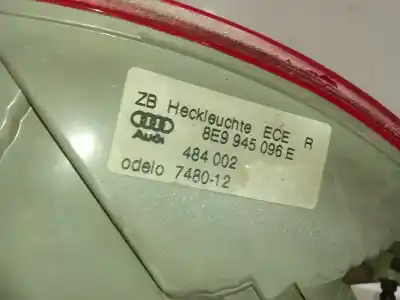 ZB Heckleuchte ECE R
Audi 8E9 945 096 E
484 002
odelo 7480-12